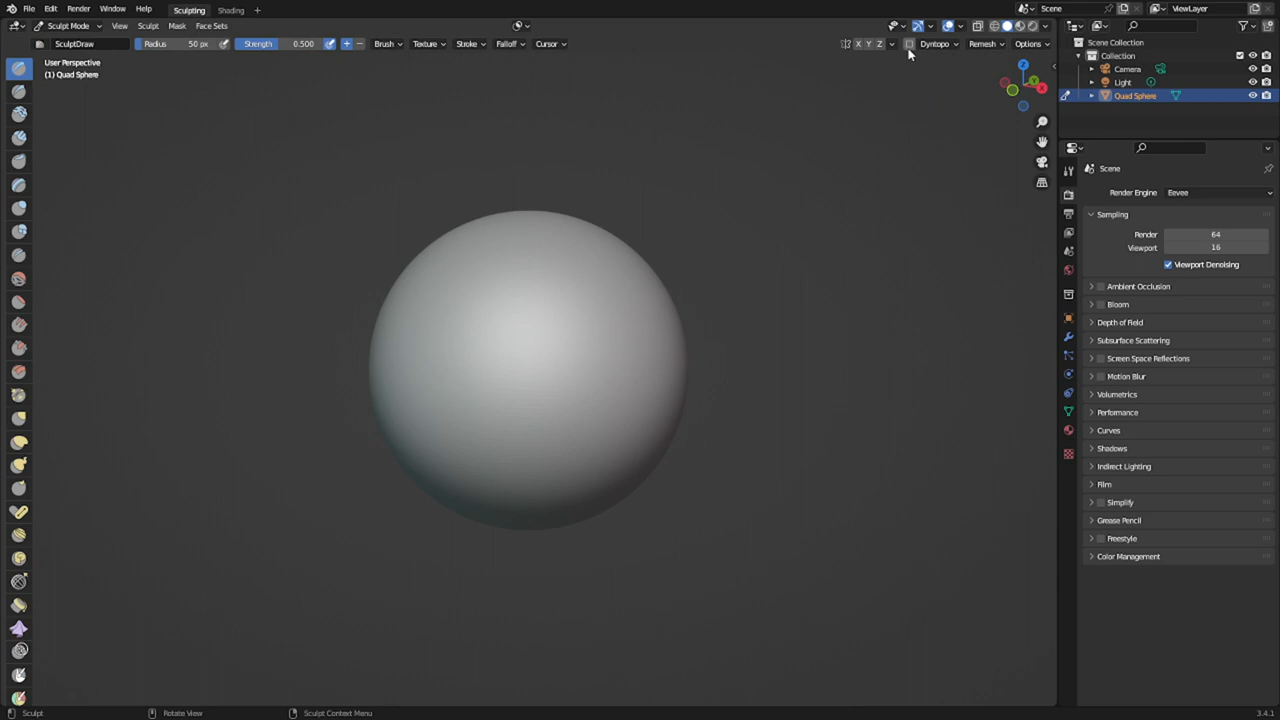 File Edit Render Window Help Sculpting Shading + Scene ViewLayer
Sculpt Mode View Sculpt Mask Face Sets
SculptDraw Radius 50 px Strength 0.500 + − Brush Texture Stroke Falloff Cursor X Y Z Dyntopo Remesh Options
User Perspective
(1) Quad Sphere
Z
Y
X
Scene Collection
Collection
Camera
Light
Quad Sphere
Scene
Render Engine Eevee
Sampling
Render 64
Viewport 16
Viewport Denoising
Ambient Occlusion
Bloom
Depth of Field
Subsurface Scattering
Screen Space Reflections
Motion Blur
Volumetrics
Performance
Curves
Shadows
Indirect Lighting
Film
Simplify
Grease Pencil
Freestyle
Color Management
Sculpt Rotate View Sculpt Context Menu 3.4.1